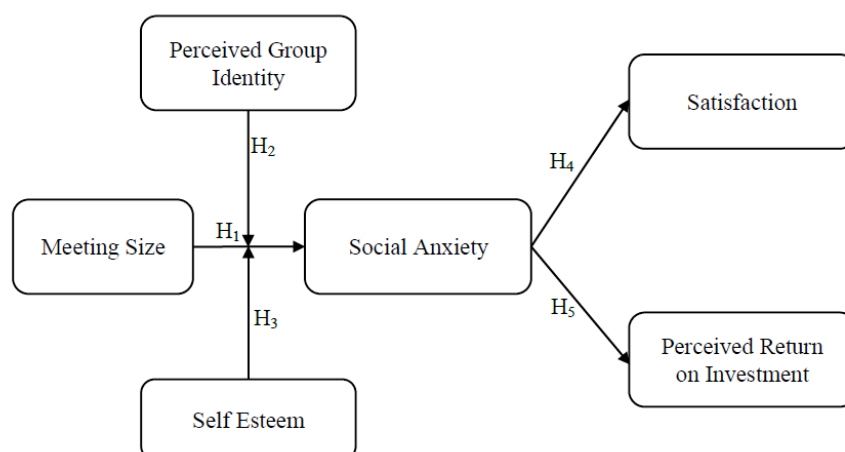 Perceived Group
Identity
Satisfaction
H₂
H₄
Meeting Size
H₁
Social Anxiety
H₃
H₅
Perceived Return
on Investment
Self Esteem